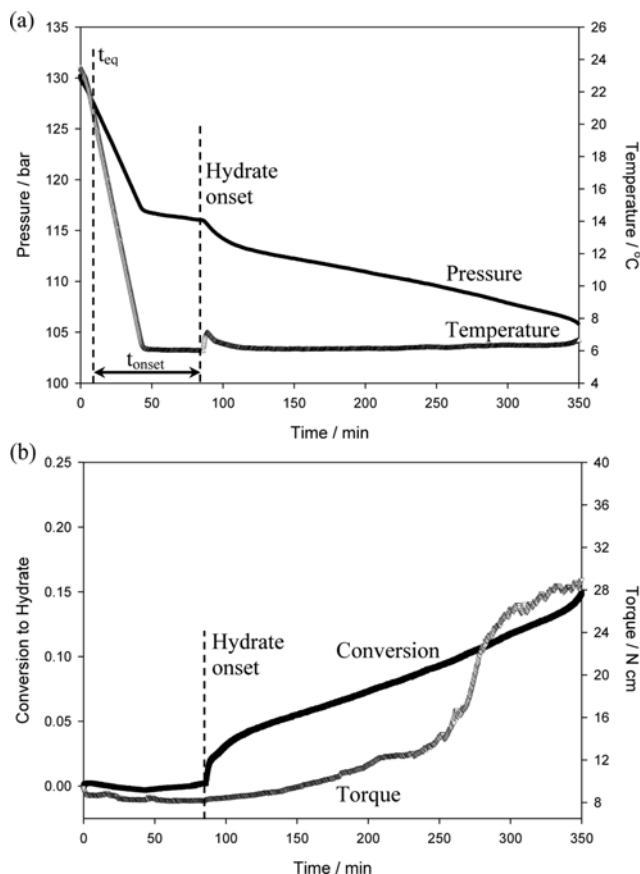 (a)
135
130
125
120
116
114
108
104
100
Pressure / bar
t_eq
Hydrate
onset
Pressure
Temperature
t_onset
26
24
22
20
18
16
14
12
10
8
6
4
Temperature / °C
0 50 100 150 200 250 300 350
Time / min
(b)
0.25
0.20
0.15
0.10
0.05
0.00
Conversion to Hydrate
Hydrate
onset
Conversion
Torque
40
36
32
28
24
20
16
12
8
Torque / N cm
0 50 100 150 200 250 300 350
Time / min